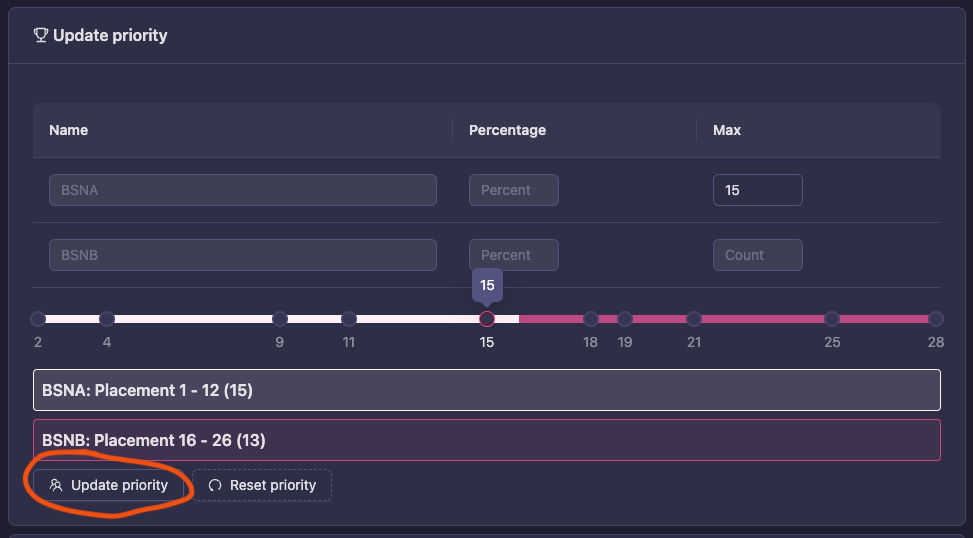 Update priority
Name Percentage Max
BSNA Percent 15
BSNB Percent Count
15
2 4 9 11 15 18 19 21 25 28
BSNA: Placement 1 - 12 (15)
BSNB: Placement 16 - 26 (13)
Update priority Reset priority